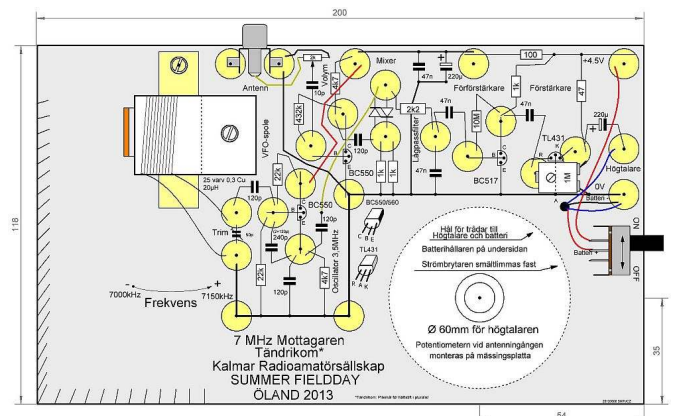 200
118
35
54
Antenn
2k
Volym
10p
4k7
Mixer
47n
220µ
100
+4.5V
Förförstärkare
Förstärkare
1k
47
47n
220µ
432k
2k2
47n
10M
TL431
Högtalare
120p
Lågpassfilter
VFO-spole
BC550
1k
1k
47n
BC517
R
K
A
1M
0V
Batteri -
25 varv 0,3 Cu
20µH
22k
120p
BC550
BC550/560
C B E
TL431
R A K
Trim
240p
120p
22k
120p
4k7
Oscillator 3,5MHz
Batteri +
ON
OFF
Hål för trådar till
Högtalare och batteri
Batterihållaren på undersidan
Strömbrytaren smältlimmas fast
Ø 60mm för högtalaren
Potentiometern vid antenningången
monteras på mässingsplatta
- +
7000kHz 7150kHz
Frekvens
7 MHz Mottagaren
Tändrikom*
Kalmar Radioamatörsällskap
SUMMER FIELDDAY
ÖLAND 2013